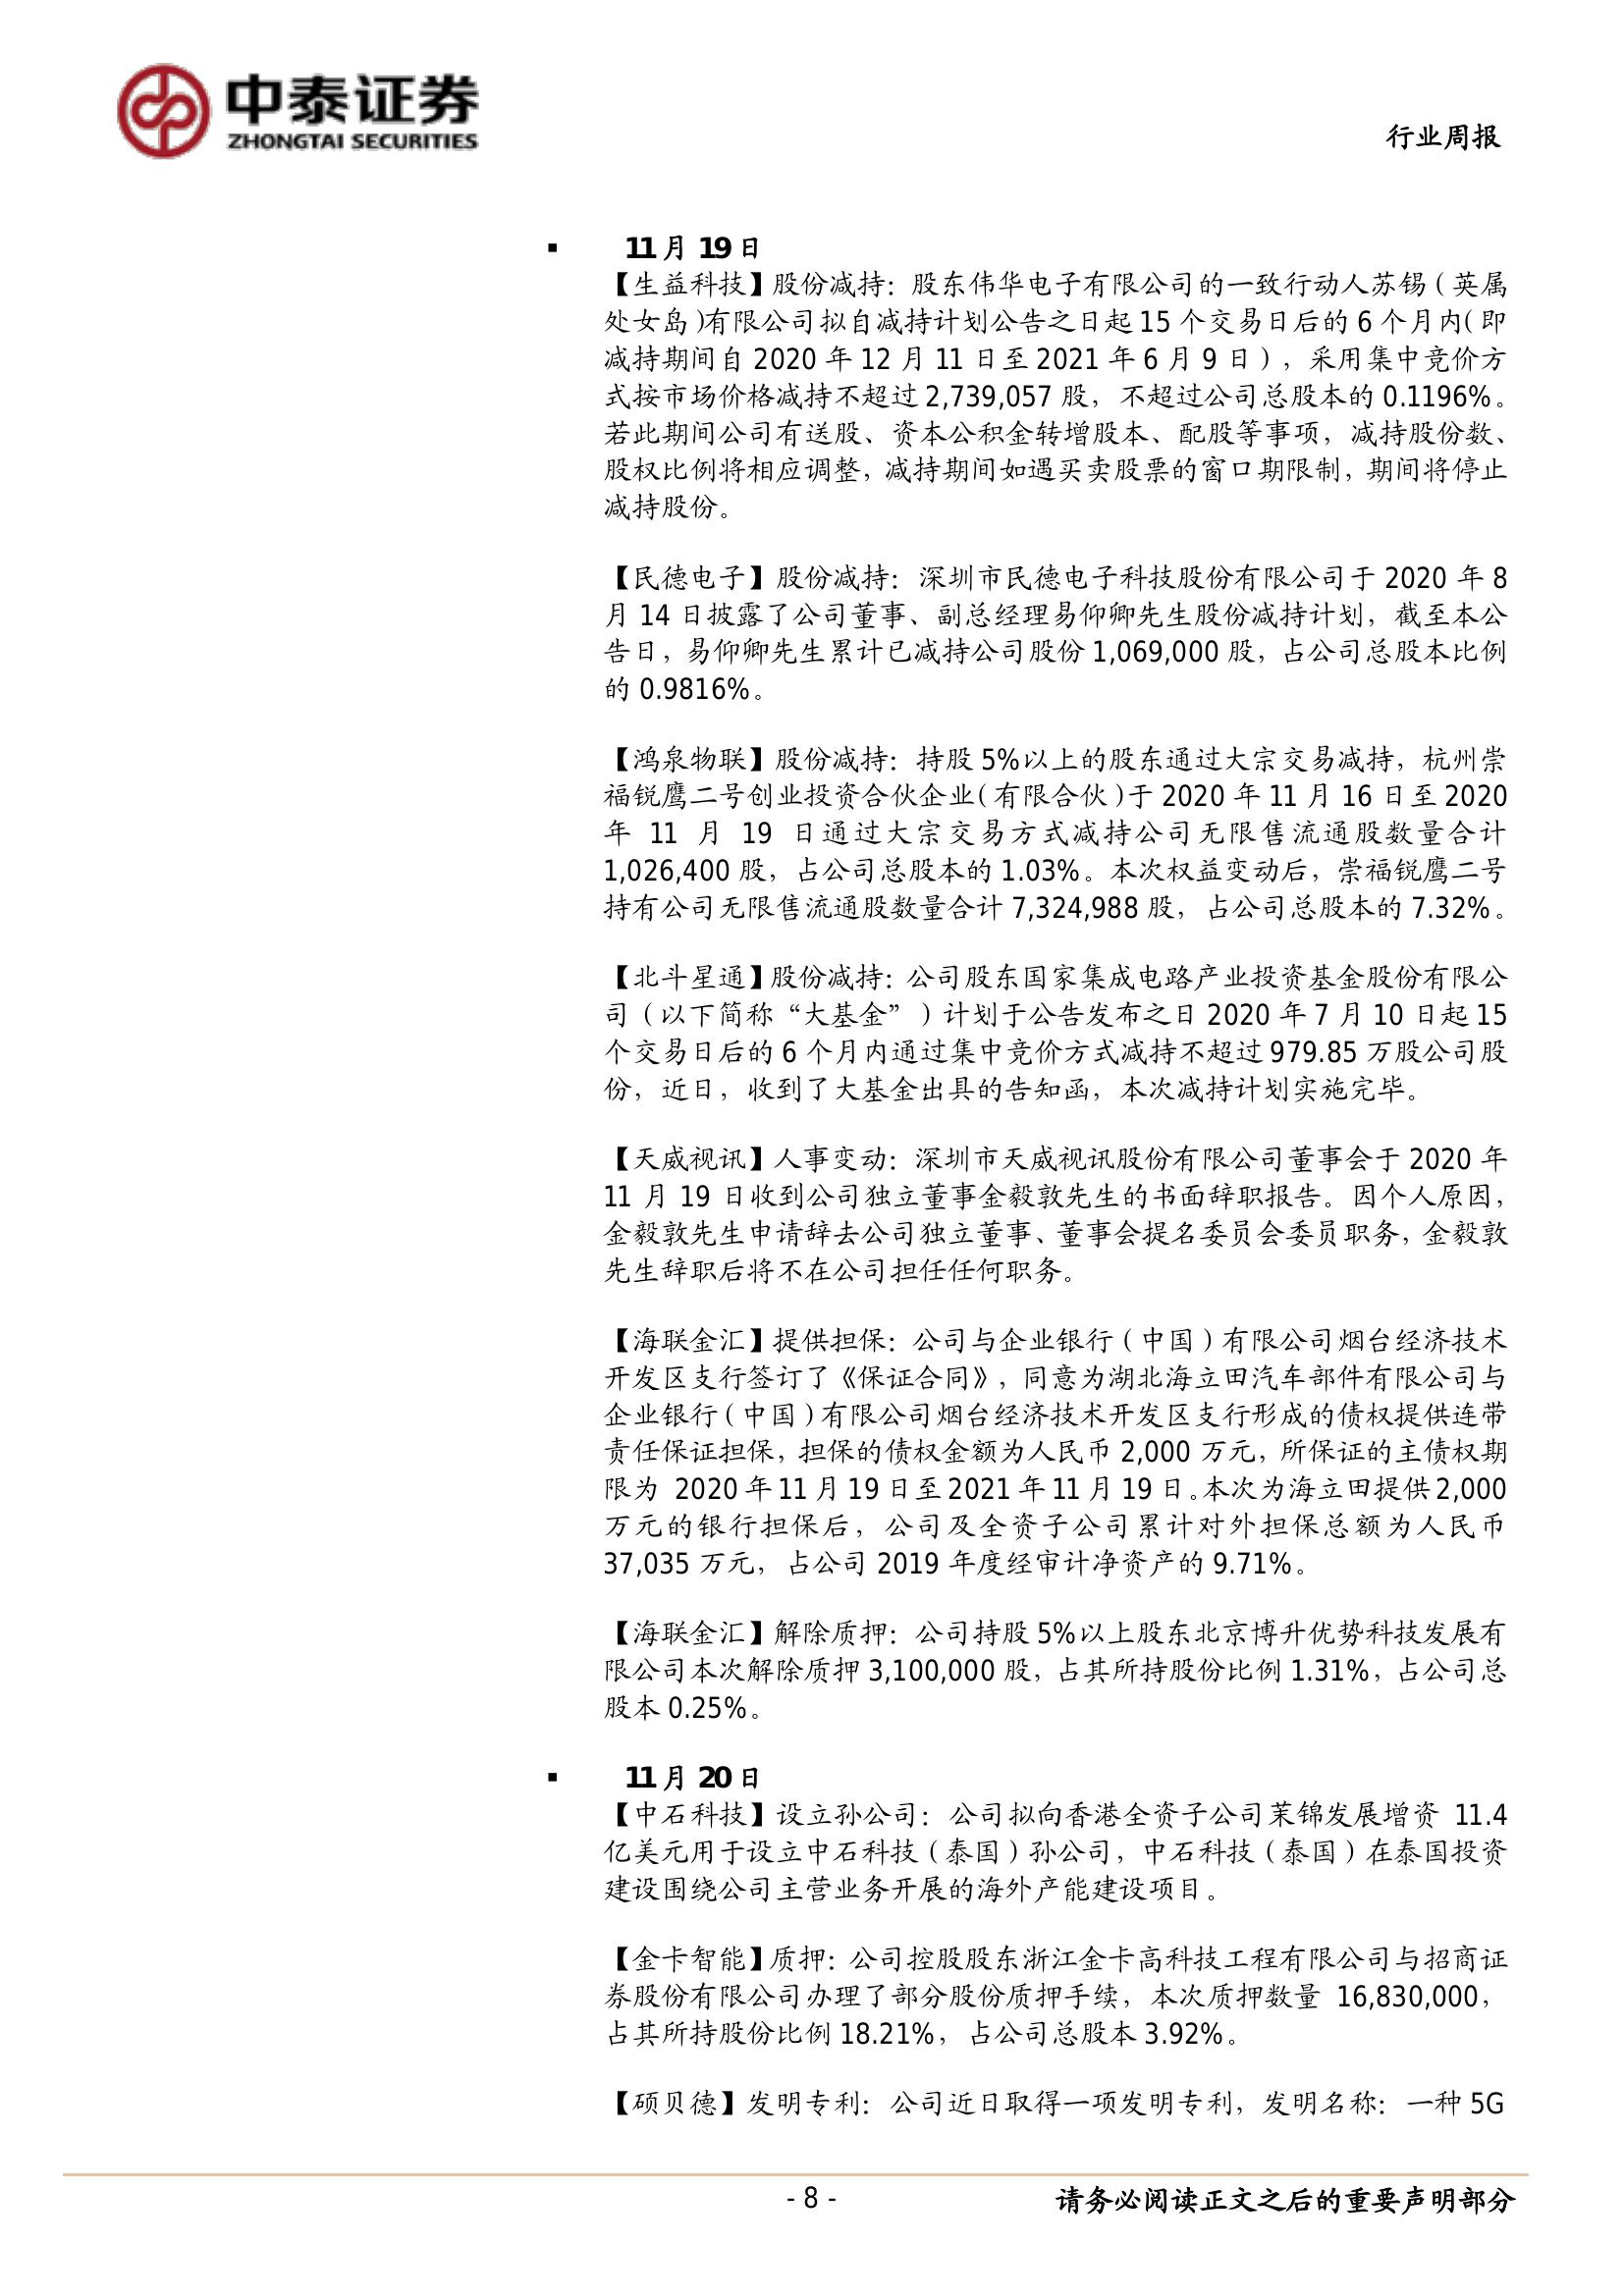 中泰证券
ZHONGTAI SECURITIES
行业周报
▪ 11 月 19 日
【生益科技】股份减持：股东伟华电子有限公司的一致行动人苏锡（英属
处女岛）有限公司拟自减持计划公告之日起 15 个交易日后的 6 个月内（即
减持期间自 2020 年 12 月 11 日至 2021 年 6 月 9 日），采用集中竞价方
式按市场价格减持不超过 2,739,057 股，不超过公司总股本的 0.1196%。
若此期间公司有送股、资本公积金转增股本、配股等事项，减持股份数、
股权比例将相应调整，减持期间如遇买卖股票的窗口期限制，期间将停止
减持股份。
【民德电子】股份减持：深圳市民德电子科技股份有限公司于 2020 年 8
月 14 日披露了公司董事、副总经理易仰卿先生股份减持计划，截至本公
告日，易仰卿先生累计已减持公司股份 1,069,000 股，占公司总股本比例
的 0.9816%。
【鸿泉物联】股份减持：持股 5%以上的股东通过大宗交易减持，杭州崇
福锐鹰二号创业投资合伙企业（有限合伙）于 2020 年 11 月 16 日至 2020
年 11 月 19 日通过大宗交易方式减持公司无限售流通股数量合计
1,026,400 股，占公司总股本的 1.03%。本次权益变动后，崇福锐鹰二号
持有公司无限售流通股数量合计 7,324,988 股，占公司总股本的 7.32%。
【北斗星通】股份减持：公司股东国家集成电路产业投资基金股份有限公
司（以下简称“大基金”）计划于公告发布之日 2020 年 7 月 10 日起 15
个交易日后的 6 个月内通过集中竞价方式减持不超过 979.85 万股公司股
份，近日，收到了大基金出具的告知函，本次减持计划实施完毕。
【天威视讯】人事变动：深圳市天威视讯股份有限公司董事会于 2020 年
11 月 19 日收到公司独立董事金毅敦先生的书面辞职报告。因个人原因，
金毅敦先生申请辞去公司独立董事、董事会提名委员会委员职务，金毅敦
先生辞职后将不在公司担任任何职务。
【海联金汇】提供担保：公司与企业银行（中国）有限公司烟台经济技术
开发区支行签订了《保证合同》，同意为湖北海立田汽车部件有限公司与
企业银行（中国）有限公司烟台经济技术开发区支行形成的债权提供连带
责任保证担保，担保的债权金额为人民币 2,000 万元，所保证的主债权期
限为 2020 年 11 月 19 日至 2021 年 11 月 19 日。本次为海立田提供 2,000
万元的银行担保后，公司及全资子公司累计对外担保总额为人民币
37,035 万元，占公司 2019 年度经审计净资产的 9.71%。
【海联金汇】解除质押：公司持股 5%以上股东北京博升优势科技发展有
限公司本次解除质押 3,100,000 股，占其所持股份比例 1.31%，占公司总
股本 0.25%。
▪ 11 月 20 日
【中石科技】设立孙公司：公司拟向香港全资子公司茉锦发展增资 11.4
亿美元用于设立中石科技（泰国）孙公司，中石科技（泰国）在泰国投资
建设围绕公司主营业务开展的海外产能建设项目。
【金卡智能】质押：公司控股股东浙江金卡高科技工程有限公司与招商证
券股份有限公司办理了部分股份质押手续，本次质押数量 16,830,000，
占其所持股份比例 18.21%，占公司总股本 3.92%。
【硕贝德】发明专利：公司近日取得一项发明专利，发明名称：一种 5G
- 8 -
请务必阅读正文之后的重要声明部分